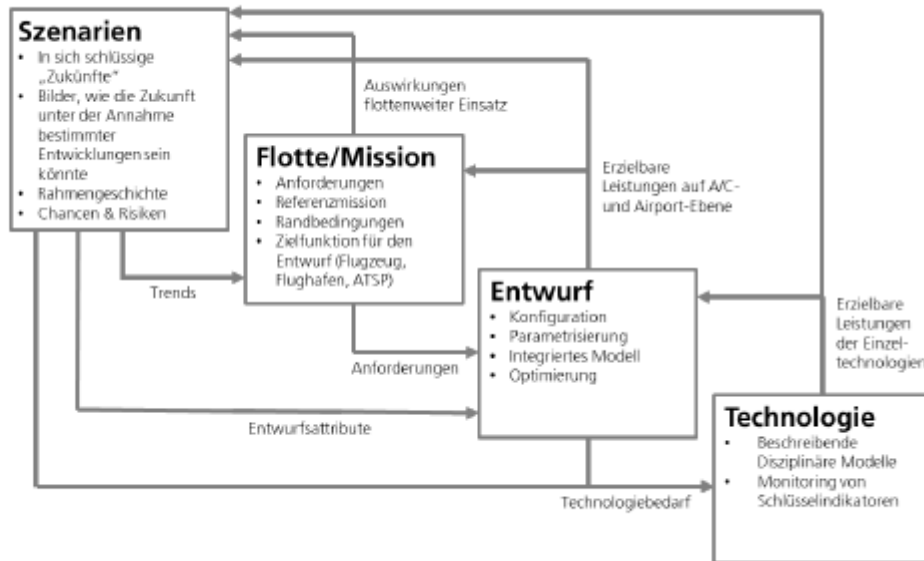 Szenarien
• In sich schlüssige
„Zukünfte“
• Bilder, wie die Zukunft
unter der Annahme
bestimmter
Entwicklungen sein
könnte
• Rahmengeschichte
• Chancen & Risiken
Auswirkungen
flottenweiter Einsatz
Flotte/Mission
• Anforderungen
• Referenzmission
• Randbedingungen
• Zielfunktion für den
Entwurf (Flugzeug,
Flughafen, ATSP)
Erzielbare
Leistungen auf A/C-
und Airport-Ebene
Trends
Entwurf
• Konfiguration
• Parametrisierung
• Integriertes Modell
• Optimierung
Erzielbare
Leistungen
der Einzel-
technologien
Anforderungen
Entwurfsattribute
Technologie
• Beschreibende
Disziplinäre Modelle
• Monitoring von
Schlüsselindikatoren
Technologiebedarf